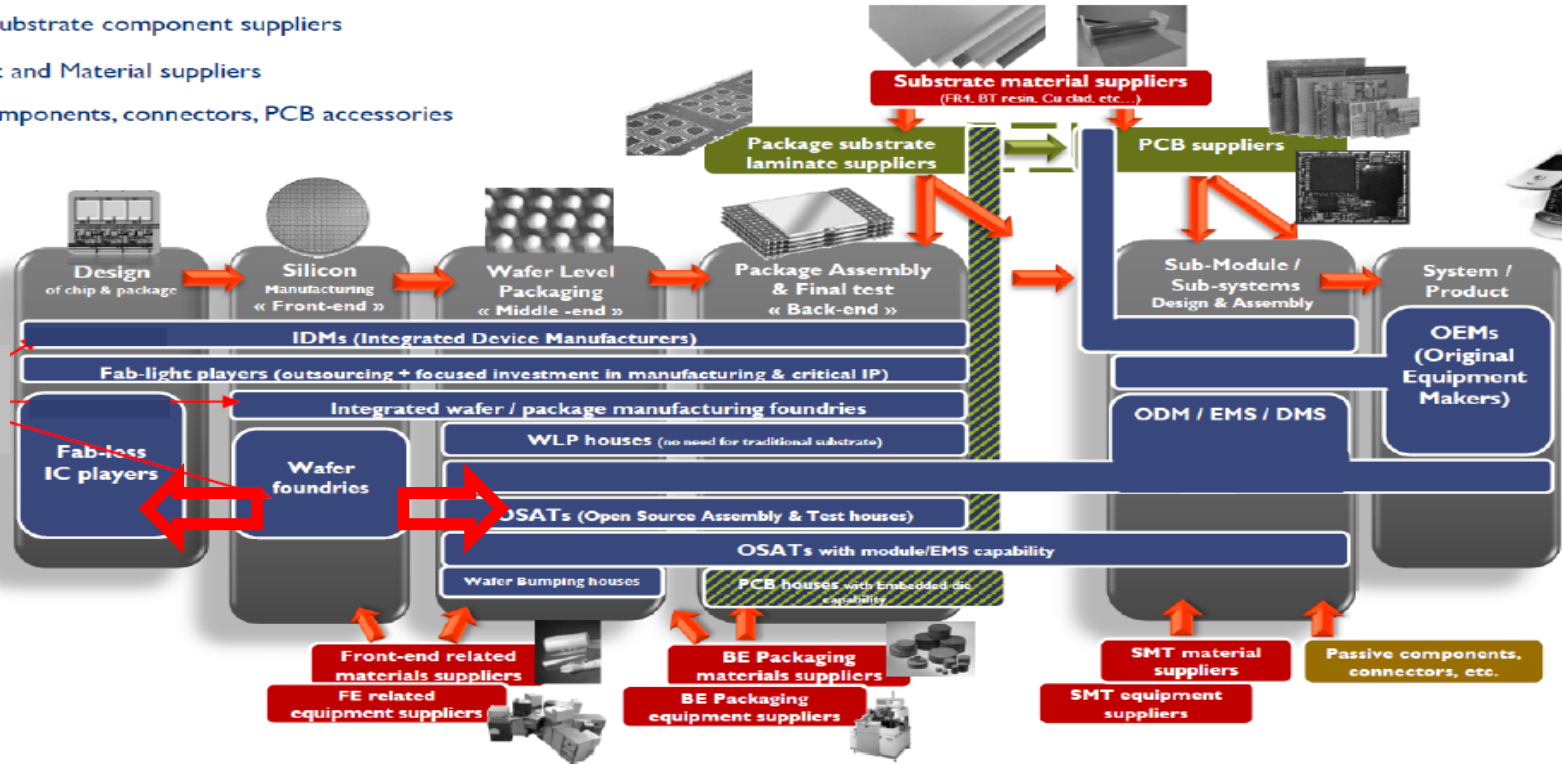 ubstrate component suppliers
and Material suppliers
mponents, connectors, PCB accessories
Substrate material suppliers
(FR4, BT resin, Cu clad, etc...)
Package substrate
laminate suppliers
PCB suppliers
Design
of chip & package
Silicon
Manufacturing
« Front-end »
Wafer Level
Packaging
« Middle -end »
Package Assembly
& Final test
« Back-end »
Sub-Module /
Sub-systems
Design & Assembly
System /
Product
IDMs (Integrated Device Manufacturers)
Fab-light players (outsourcing + focused investment in manufacturing & critical IP)
Integrated wafer / package manufacturing foundries
WLP houses (no need for traditional substrate)
Fab-less
IC players
Wafer
foundries
OSATs (Open Source Assembly & Test houses)
OSATs with module/EMS capability
Wafer Bumping houses
PCB houses with Embedded die
capability
ODM / EMS / DMS
OEMs
(Original
Equipment
Makers)
Front-end related
materials suppliers
FE related
equipment suppliers
BE Packaging
materials suppliers
BE Packaging
equipment suppliers
SMT material
suppliers
SMT equipment
suppliers
Passive components,
connectors, etc.